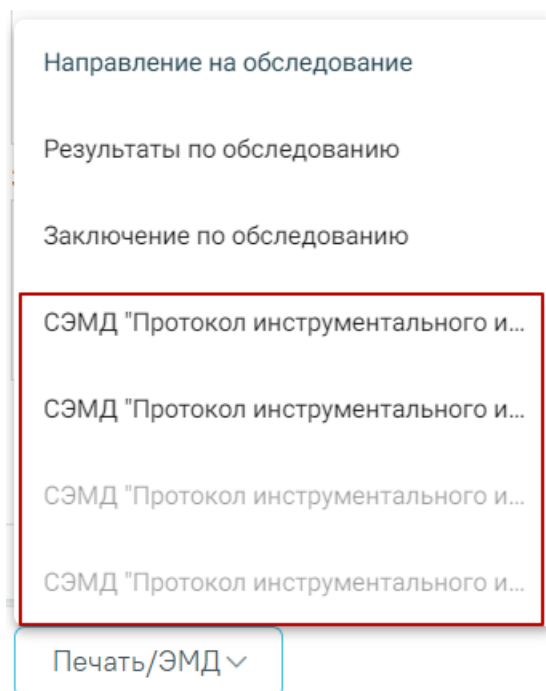 Направление на обследование
Результаты по обследованию
Заключение по обследованию
СЭМД "Протокол инструментального и...
СЭМД "Протокол инструментального и...
СЭМД "Протокол инструментального и...
СЭМД "Протокол инструментального и...
Печать/ЭМД